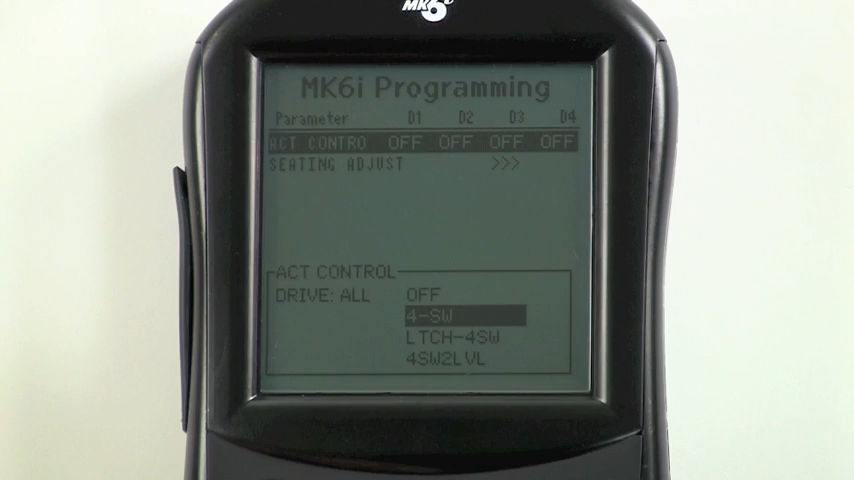 MK6i
MK6i Programming
Parameter D1 D2 D3 D4
ACT CONTRO OFF OFF OFF OFF
SEATING ADJUST >>>
ACT CONTROL
DRIVE: ALL OFF
4-SW
LTCH-4SW
4SW2LVL